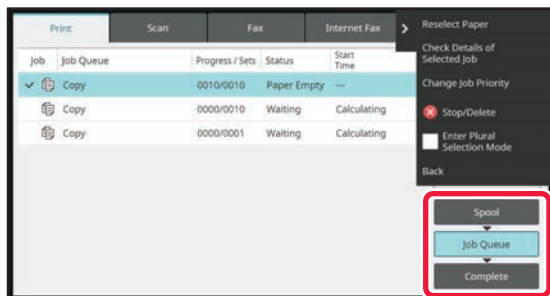 Print Scan Fax Internet Fax
Job Job Queue Progress / Sets Status Start Time
Copy 0010/0010 Paper Empty ---
Copy 0000/0010 Waiting Calculating
Copy 0000/0001 Waiting Calculating
Reselect Paper
Check Details of
Selected Job
Change Job Priority
Stop/Delete
Enter Plural
Selection Mode
Back
Spool
Job Queue
Complete